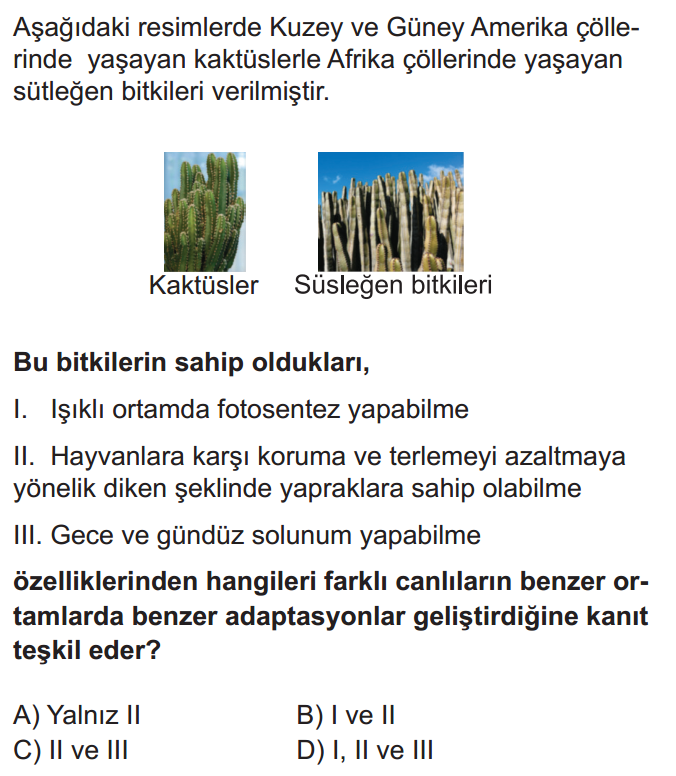 Aşağıdaki resimlerde Kuzey ve Güney Amerika çölle-
rinde yaşayan kaktüslerle Afrika çöllerinde yaşayan
sütleğen bitkileri verilmiştir.
Kaktüsler
Süsleğen bitkileri
Bu bitkilerin sahip oldukları,
I. Işıklı ortamda fotosentez yapabilme
II. Hayvanlara karşı koruma ve terlemeyi azaltmaya
yönelik diken şeklinde yapraklara sahip olabilme
III. Gece ve gündüz solunum yapabilme
özelliklerinden hangileri farklı canlıların benzer or-
tamlarda benzer adaptasyonlar geliştirdiğine kanıt
teşkil eder?
A) Yalnız II
B) I ve II
C) II ve III
D) I, II ve III